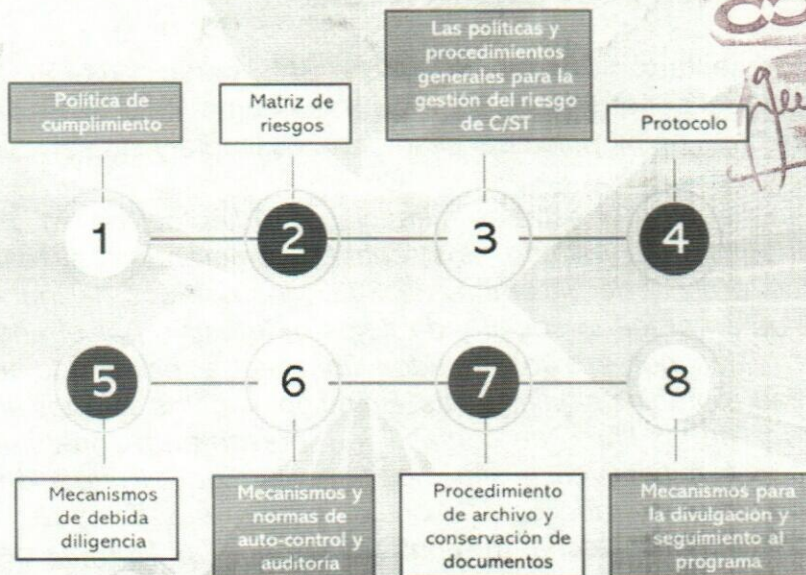 Política de
cumplimiento
Matriz de
riesgos
Las políticas y
procedimientos
generales para la
gestión del riesgo
de C/ST
Protocolo
1
2
3
4
5
6
7
8
Mecanismos
de debida
diligencia
Mecanismos y
normas de
auto-control y
auditoría
Procedimiento
de archivo y
conservación de
documentos
Mecanismos para
la divulgación y
seguimiento al
programa